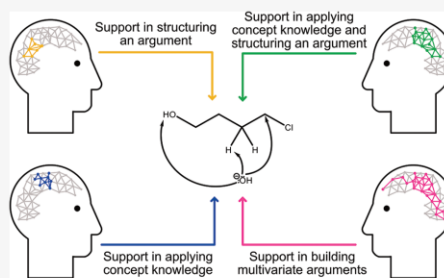 Support in structuring
an argument
Support in applying
concept knowledge and
structuring an argument
HO
Cl
H H
⊖
:OH
Support in applying
concept knowledge
Support in building
multivariate arguments